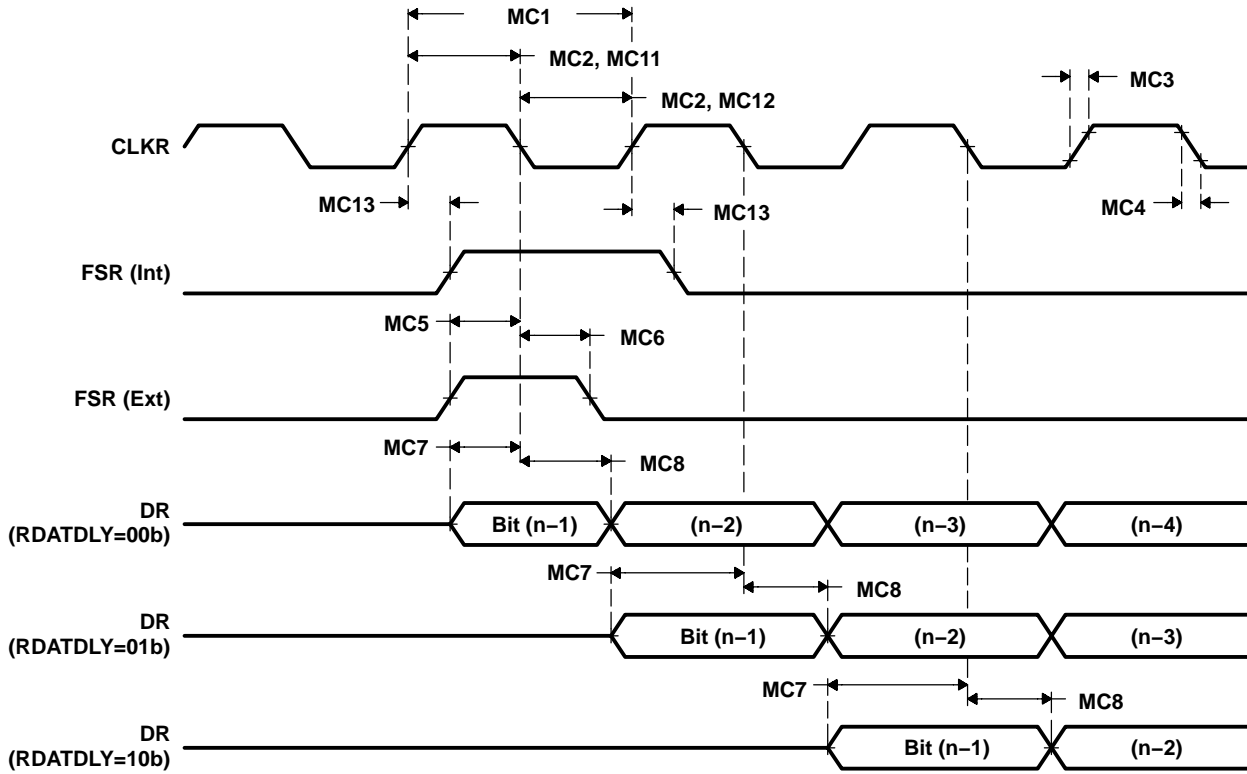 MC1
MC2, MC11
MC3
MC2, MC12
CLKR
MC13
MC13
MC4
FSR (Int)
MC5
MC6
FSR (Ext)
MC7
MC8
DR
(RDATDLY=00b)
Bit (n−1)
(n−2)
(n−3)
(n−4)
MC7
MC8
DR
(RDATDLY=01b)
Bit (n−1)
(n−2)
(n−3)
MC7
MC8
DR
(RDATDLY=10b)
Bit (n−1)
(n−2)